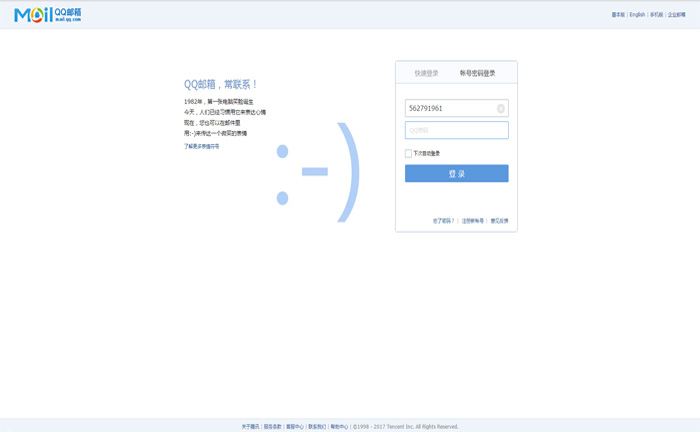 Mail QQ邮箱
mail.qq.com
基本版 | English | 手机版 | 企业邮箱
QQ邮箱，常联系！
1982年，第一张电脑笑脸诞生
今天，人们已经习惯用它来表达心情
现在，您也可以在邮件里
用:-)来传达一个微笑的表情
了解更多表情符号
:-)
快速登录 帐号密码登录
562791961
QQ密码
下次自动登录
登 录
忘了密码？ | 注册新帐号 | 意见反馈
关于腾讯 | 服务条款 | 客服中心 | 联系我们 | 帮助中心 | ©1998 - 2017 Tencent Inc. All Rights Reserved.